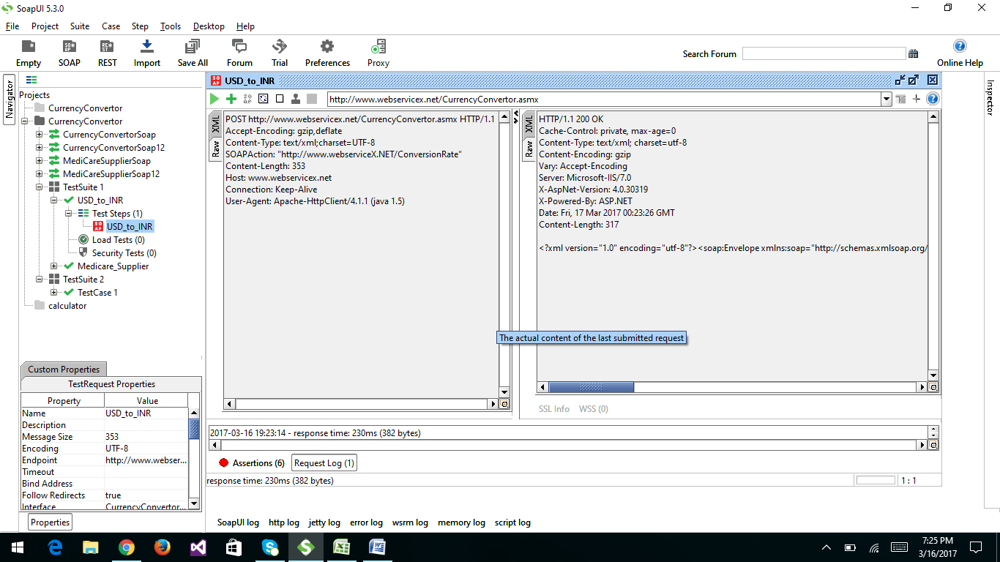 SoapUI 5.3.0
File Project Suite Case Step Tools Desktop Help
Empty SOAP REST Import Save All Forum Trial Preferences Proxy
Search Forum
Online Help
Navigator
Projects
CurrencyConvertor
CurrencyConvertor
CurrencyConvertorSoap
CurrencyConvertorSoap12
MediCareSupplierSoap
MediCareSupplierSoap12
TestSuite 1
USD_to_INR
Test Steps (1)
USD_to_INR
Load Tests (0)
Security Tests (0)
Medicare_Supplier
TestSuite 2
TestCase 1
calculator
Custom Properties
TestRequest Properties
Property Value
Name USD_to_INR
Description
Message Size 353
Encoding UTF-8
Endpoint http://www.webser...
Timeout
Bind Address
Follow Redirects true
Interface CurrencyConvertor...
Properties
USD_to_INR
http://www.webservicex.net/CurrencyConvertor.asmx
XML
Raw
POST http://www.webservicex.net/CurrencyConvertor.asmx HTTP/1.1
Accept-Encoding: gzip,deflate
Content-Type: text/xml;charset=UTF-8
SOAPAction: "http://www.webserviceX.NET/ConversionRate"
Content-Length: 353
Host: www.webservicex.net
Connection: Keep-Alive
User-Agent: Apache-HttpClient/4.1.1 (java 1.5)
XML
Raw
HTTP/1.1 200 OK
Cache-Control: private, max-age=0
Content-Type: text/xml; charset=utf-8
Content-Encoding: gzip
Vary: Accept-Encoding
Server: Microsoft-IIS/7.0
X-AspNet-Version: 4.0.30319
X-Powered-By: ASP.NET
Date: Fri, 17 Mar 2017 00:23:26 GMT
Content-Length: 317
<?xml version="1.0" encoding="utf-8"?><soap:Envelope xmlns:soap="http://schemas.xmlsoap.org/
The actual content of the last submitted request
SSL Info WSS (0)
2017-03-16 19:23:14 - response time: 230ms (382 bytes)
Assertions (6) Request Log (1)
response time: 230ms (382 bytes)
1 : 1
Inspector
SoapUI log http log jetty log error log wsrm log memory log script log
7:25 PM
3/16/2017